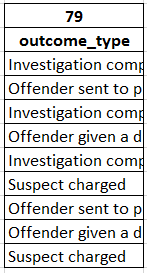 79
outcome_type
Investigation comp
Offender sent to p
Investigation comp
Offender given a d
Investigation comp
Suspect charged
Offender sent to p
Offender given a d
Suspect charged